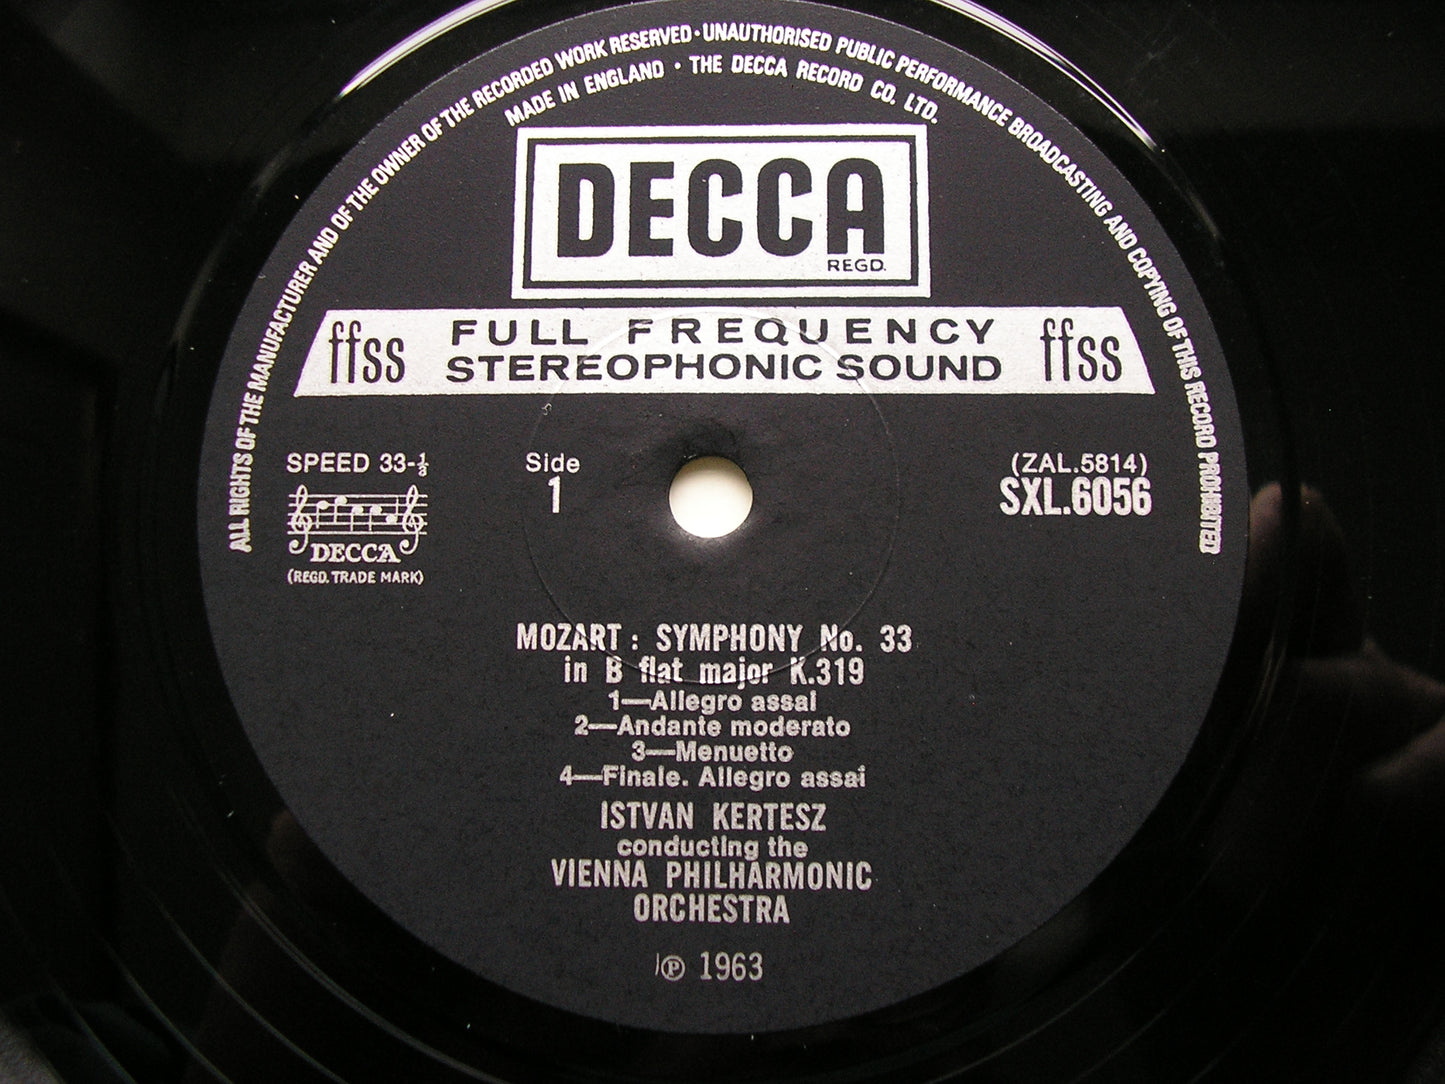 ALL RIGHTS OF THE MANUFACTURER AND OF THE OWNER OF THE RECORDED WORK RESERVED · UNAUTHORISED PUBLIC PERFORMANCE BROADCASTING AND COPYING OF THIS RECORD PROHIBITED
MADE IN ENGLAND · THE DECCA RECORD CO. LTD.
DECCA
REGD.
ffss FULL FREQUENCY ffss
STEREOPHONIC SOUND
SPEED 33-⅓
DECCA
(REGD. TRADE MARK)
Side
1
(ZAL.5814)
SXL.6056
MOZART : SYMPHONY No. 33
in B flat major K.319
1—Allegro assai
2—Andante moderato
3—Menuetto
4—Finale. Allegro assai
ISTVAN KERTESZ
conducting the
VIENNA PHILHARMONIC
ORCHESTRA
℗ 1963